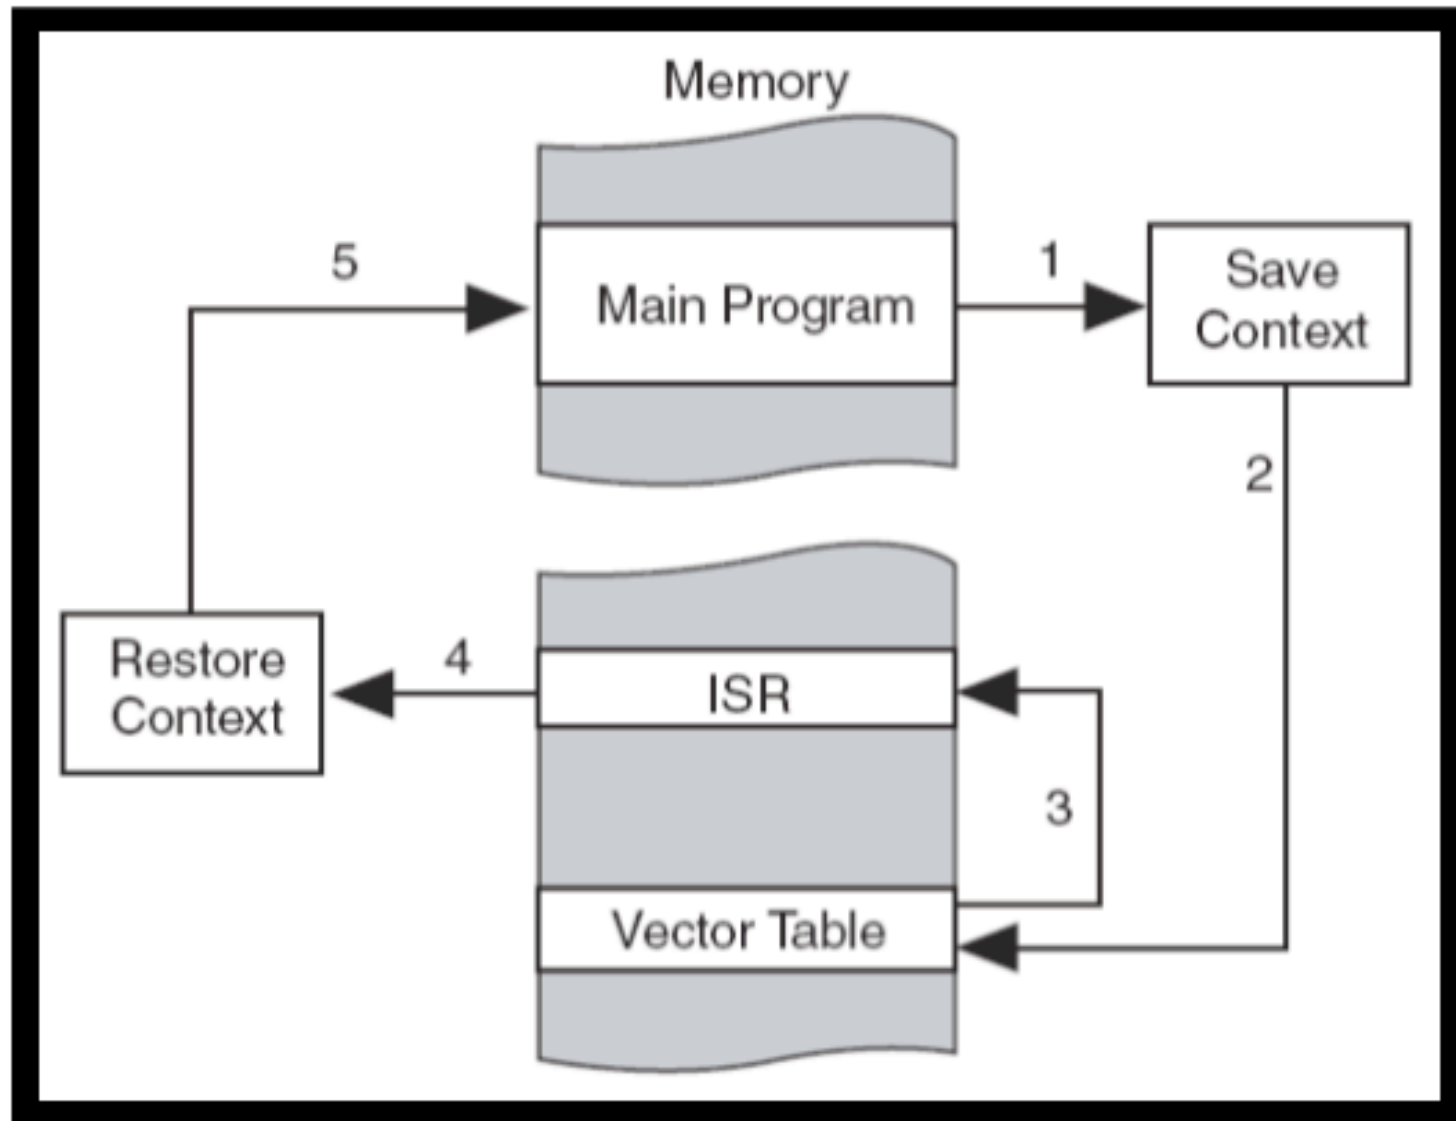 Memory
5
1
Main Program
Save
Context
2
Restore
Context
4
ISR
3
Vector Table